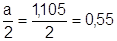 a/2 = 1,105/2 = 0,55